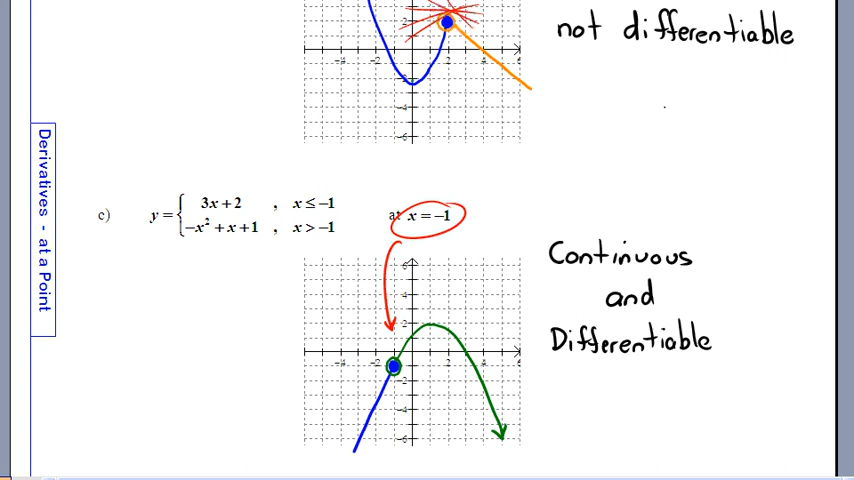 not differentiable
Derivatives - at a Point
c) y = { 3x + 2 , x ≤ −1
−x² + x + 1 , x > −1
at x = −1
Continuous
and
Differentiable